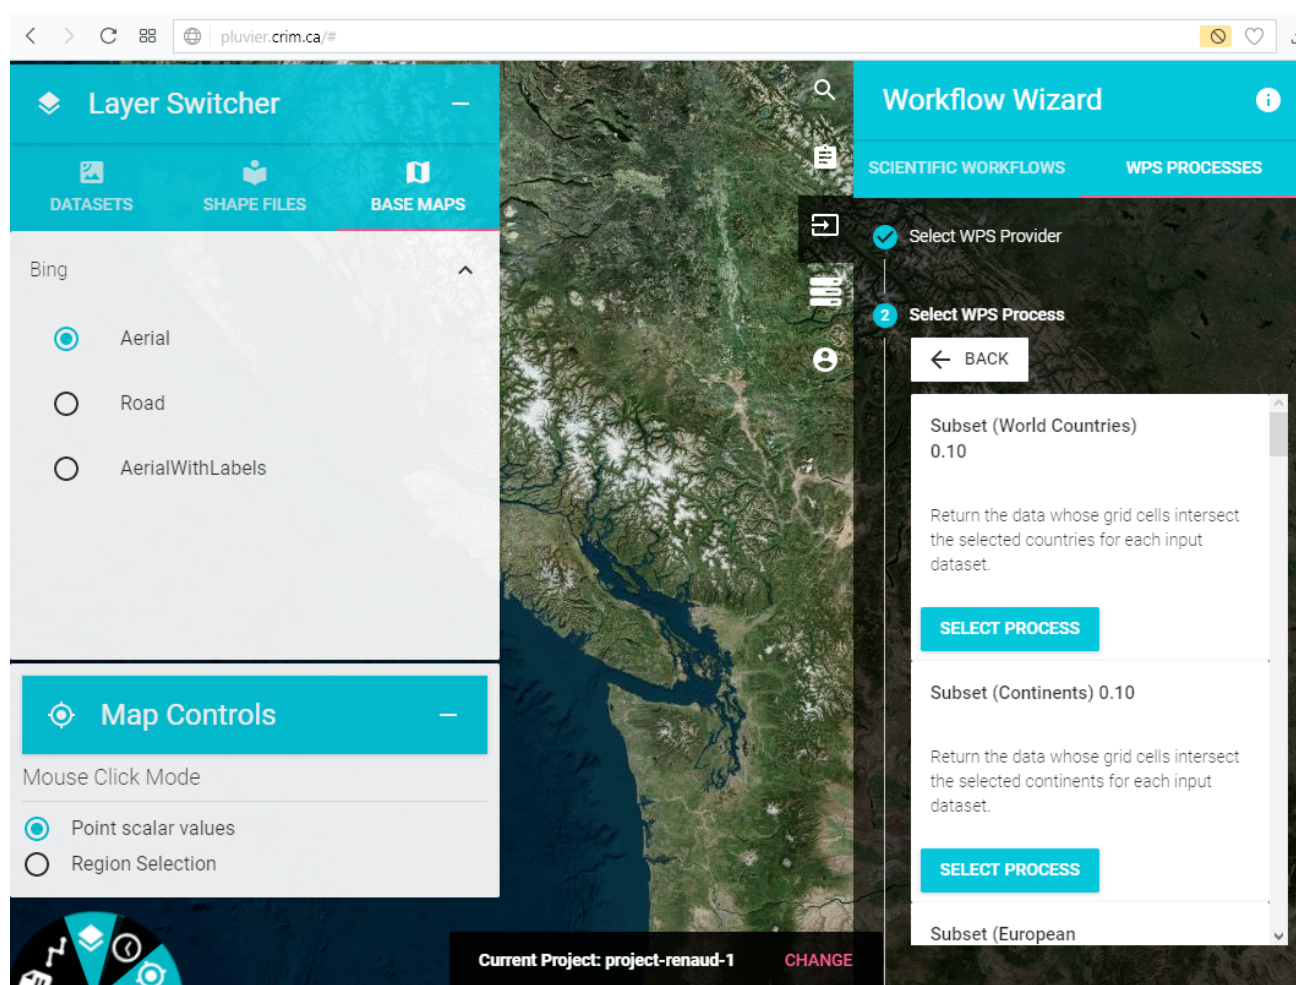 pluvier.crim.ca/#
Layer Switcher
DATASETS
SHAPE FILES
BASE MAPS
Bing
Aerial
Road
AerialWithLabels
Map Controls
Mouse Click Mode
Point scalar values
Region Selection
Current Project: project-renaud-1
CHANGE
Workflow Wizard
SCIENTIFIC WORKFLOWS
WPS PROCESSES
Select WPS Provider
2
Select WPS Process
BACK
Subset (World Countries)
0.10
Return the data whose grid cells intersect
the selected countries for each input
dataset.
SELECT PROCESS
Subset (Continents) 0.10
Return the data whose grid cells intersect
the selected continents for each input
dataset.
SELECT PROCESS
Subset (European